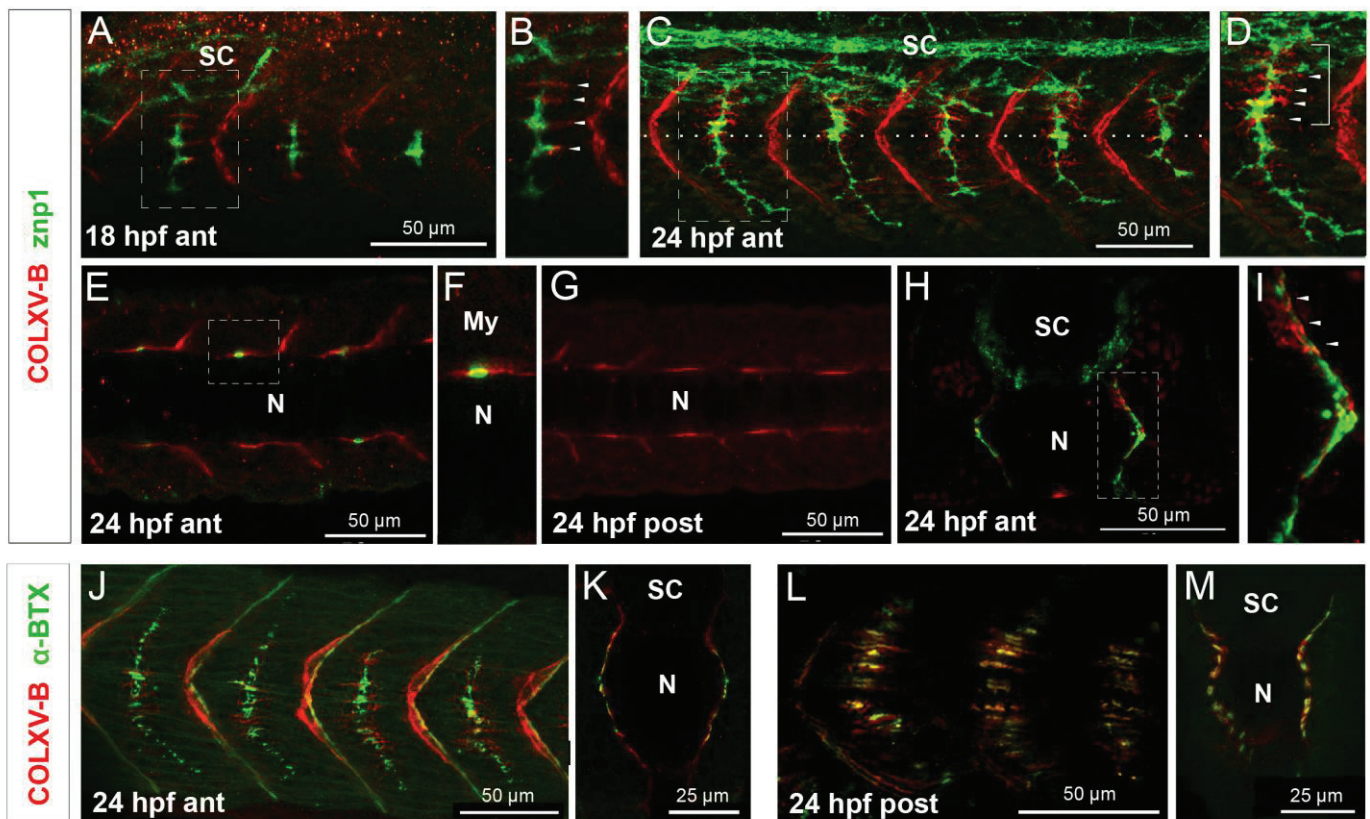 COLXV-B znp1
A
SC
18 hpf ant
50 µm
B
C
SC
24 hpf ant
50 µm
D
E
N
24 hpf ant
50 µm
F
My
N
G
N
24 hpf post
50 µm
H
SC
N
24 hpf ant
50 µm
I
COLXV-B α-BTX
J
24 hpf ant
50 µm
K
SC
N
25 µm
L
24 hpf post
50 µm
M
SC
N
25 µm